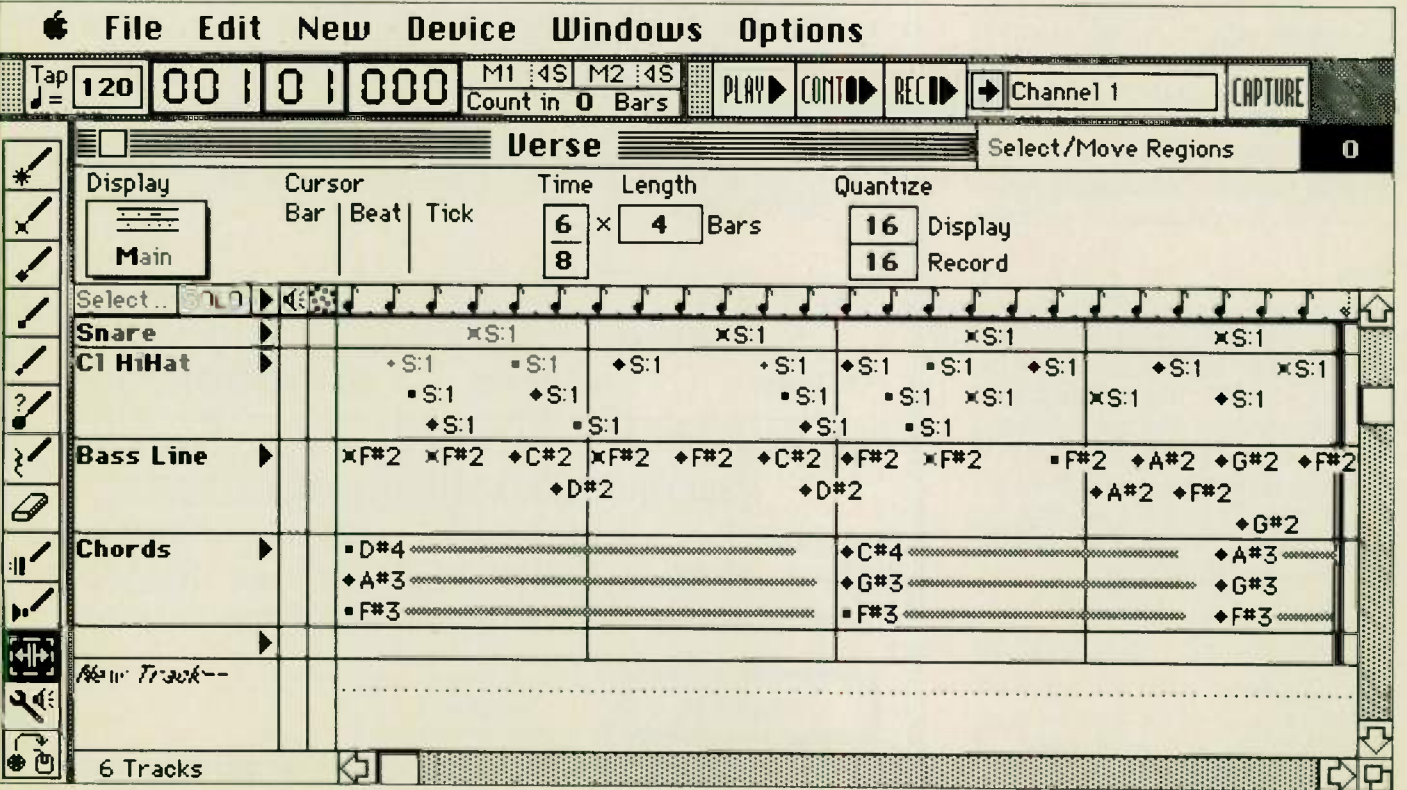 File Edit New Device Windows Options
Tap = 120 001 01 000 M1 S M2 S PLAY CONT REC Channel 1 CAPTURE
Count in 0 Bars
Verse Select/Move Regions 0
Display Cursor Time Length Quantize
Bar Beat Tick 6 × 4 Bars 16 Display
Main 8 16 Record
Select.. SOLO
Snare S:1 S:1 S:1 S:1
Cl HiHat S:1 S:1 S:1 S:1 S:1 S:1 S:1 S:1 S:1
S:1 S:1 S:1 S:1 S:1 S:1 S:1
S:1 S:1 S:1 S:1
Bass Line F#2 F#2 C#2 F#2 F#2 C#2 F#2 F#2 F#2 A#2 G#2 F#2
D#2 D#2 A#2 F#2
G#2
Chords D#4 C#4 A#3
A#3 G#3 G#3
F#3 F#3 F#3
New Track--
6 Tracks